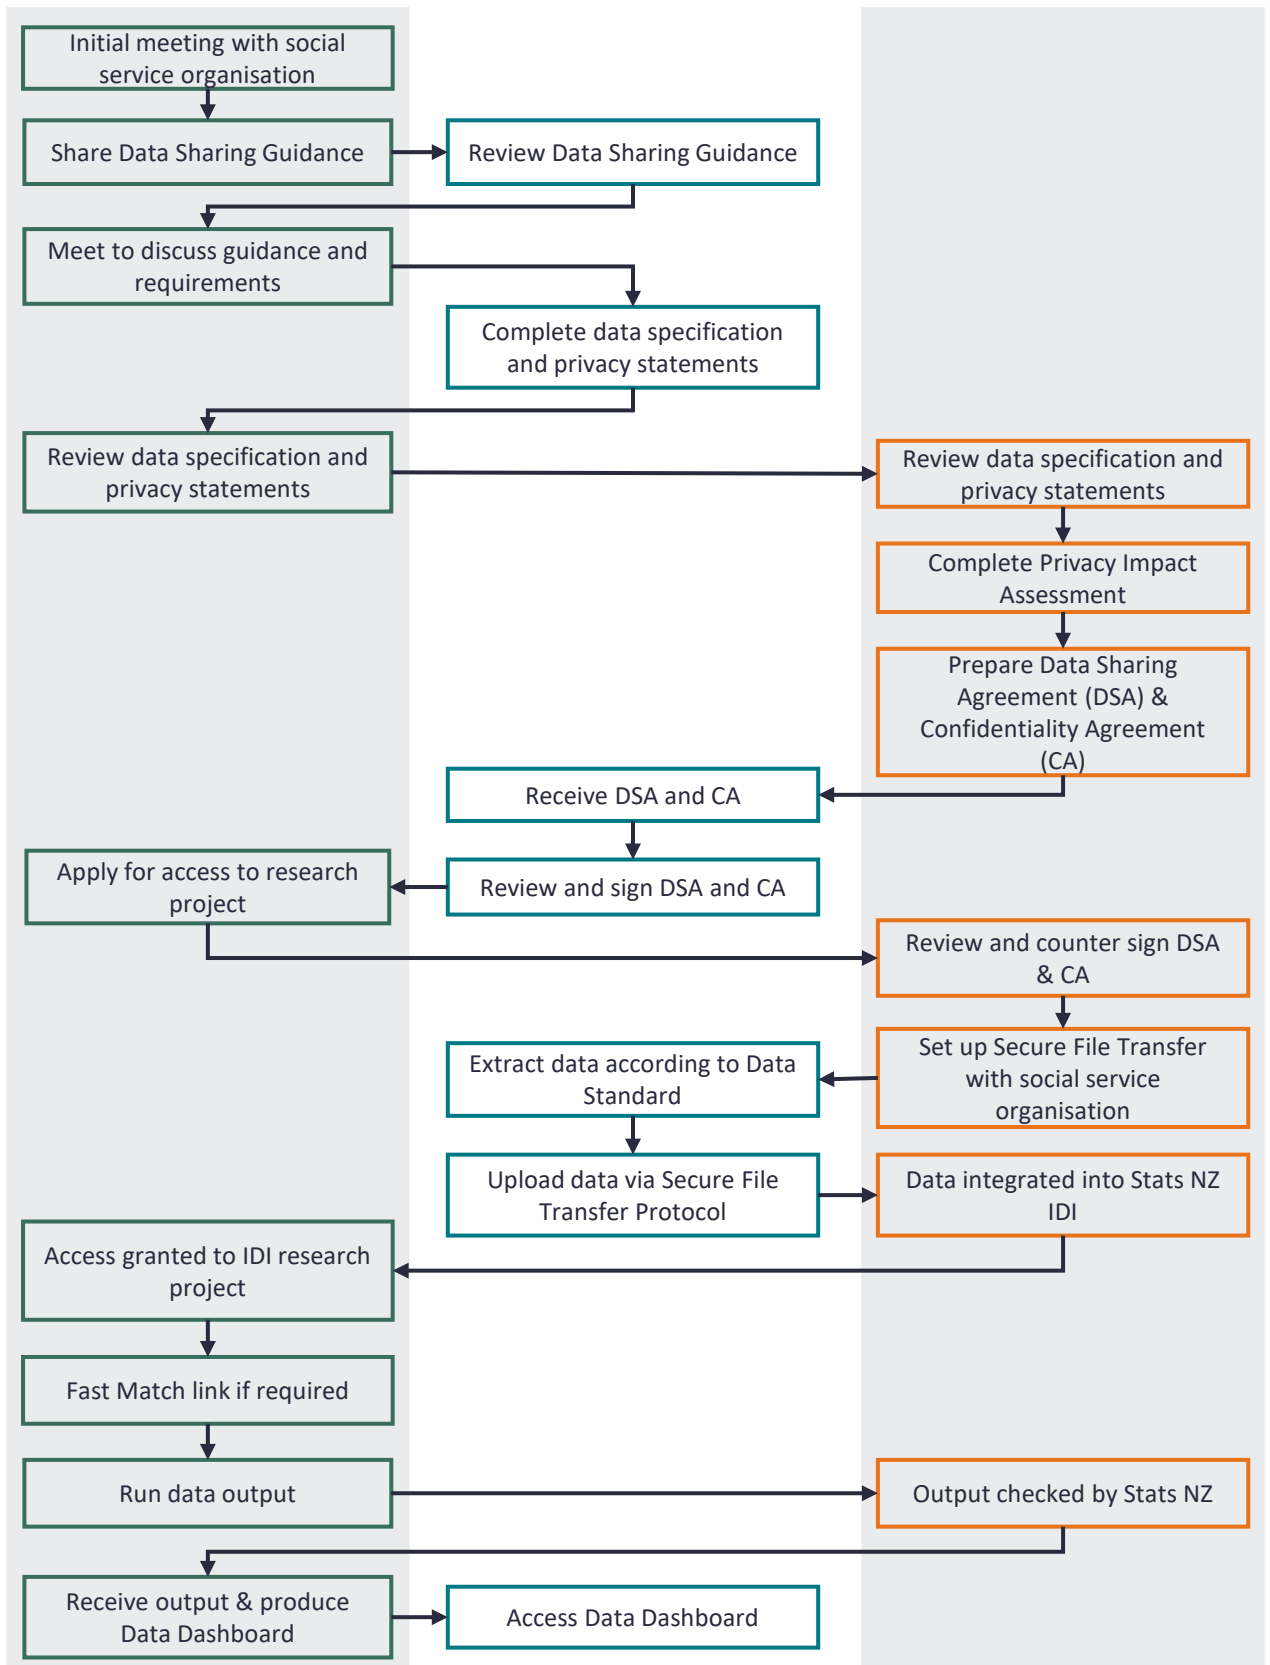 Initial meeting with social
service organisation
Share Data Sharing Guidance
Review Data Sharing Guidance
Meet to discuss guidance and
requirements
Complete data specification
and privacy statements
Review data specification and
privacy statements
Review data specification and
privacy statements
Complete Privacy Impact
Assessment
Prepare Data Sharing
Agreement (DSA) &
Confidentiality Agreement
(CA)
Receive DSA and CA
Review and sign DSA and CA
Apply for access to research
project
Review and counter sign DSA
& CA
Set up Secure File Transfer
with social service
organisation
Extract data according to Data
Standard
Upload data via Secure File
Transfer Protocol
Data integrated into Stats NZ
IDI
Access granted to IDI research
project
Fast Match link if required
Run data output
Output checked by Stats NZ
Receive output & produce
Data Dashboard
Access Data Dashboard